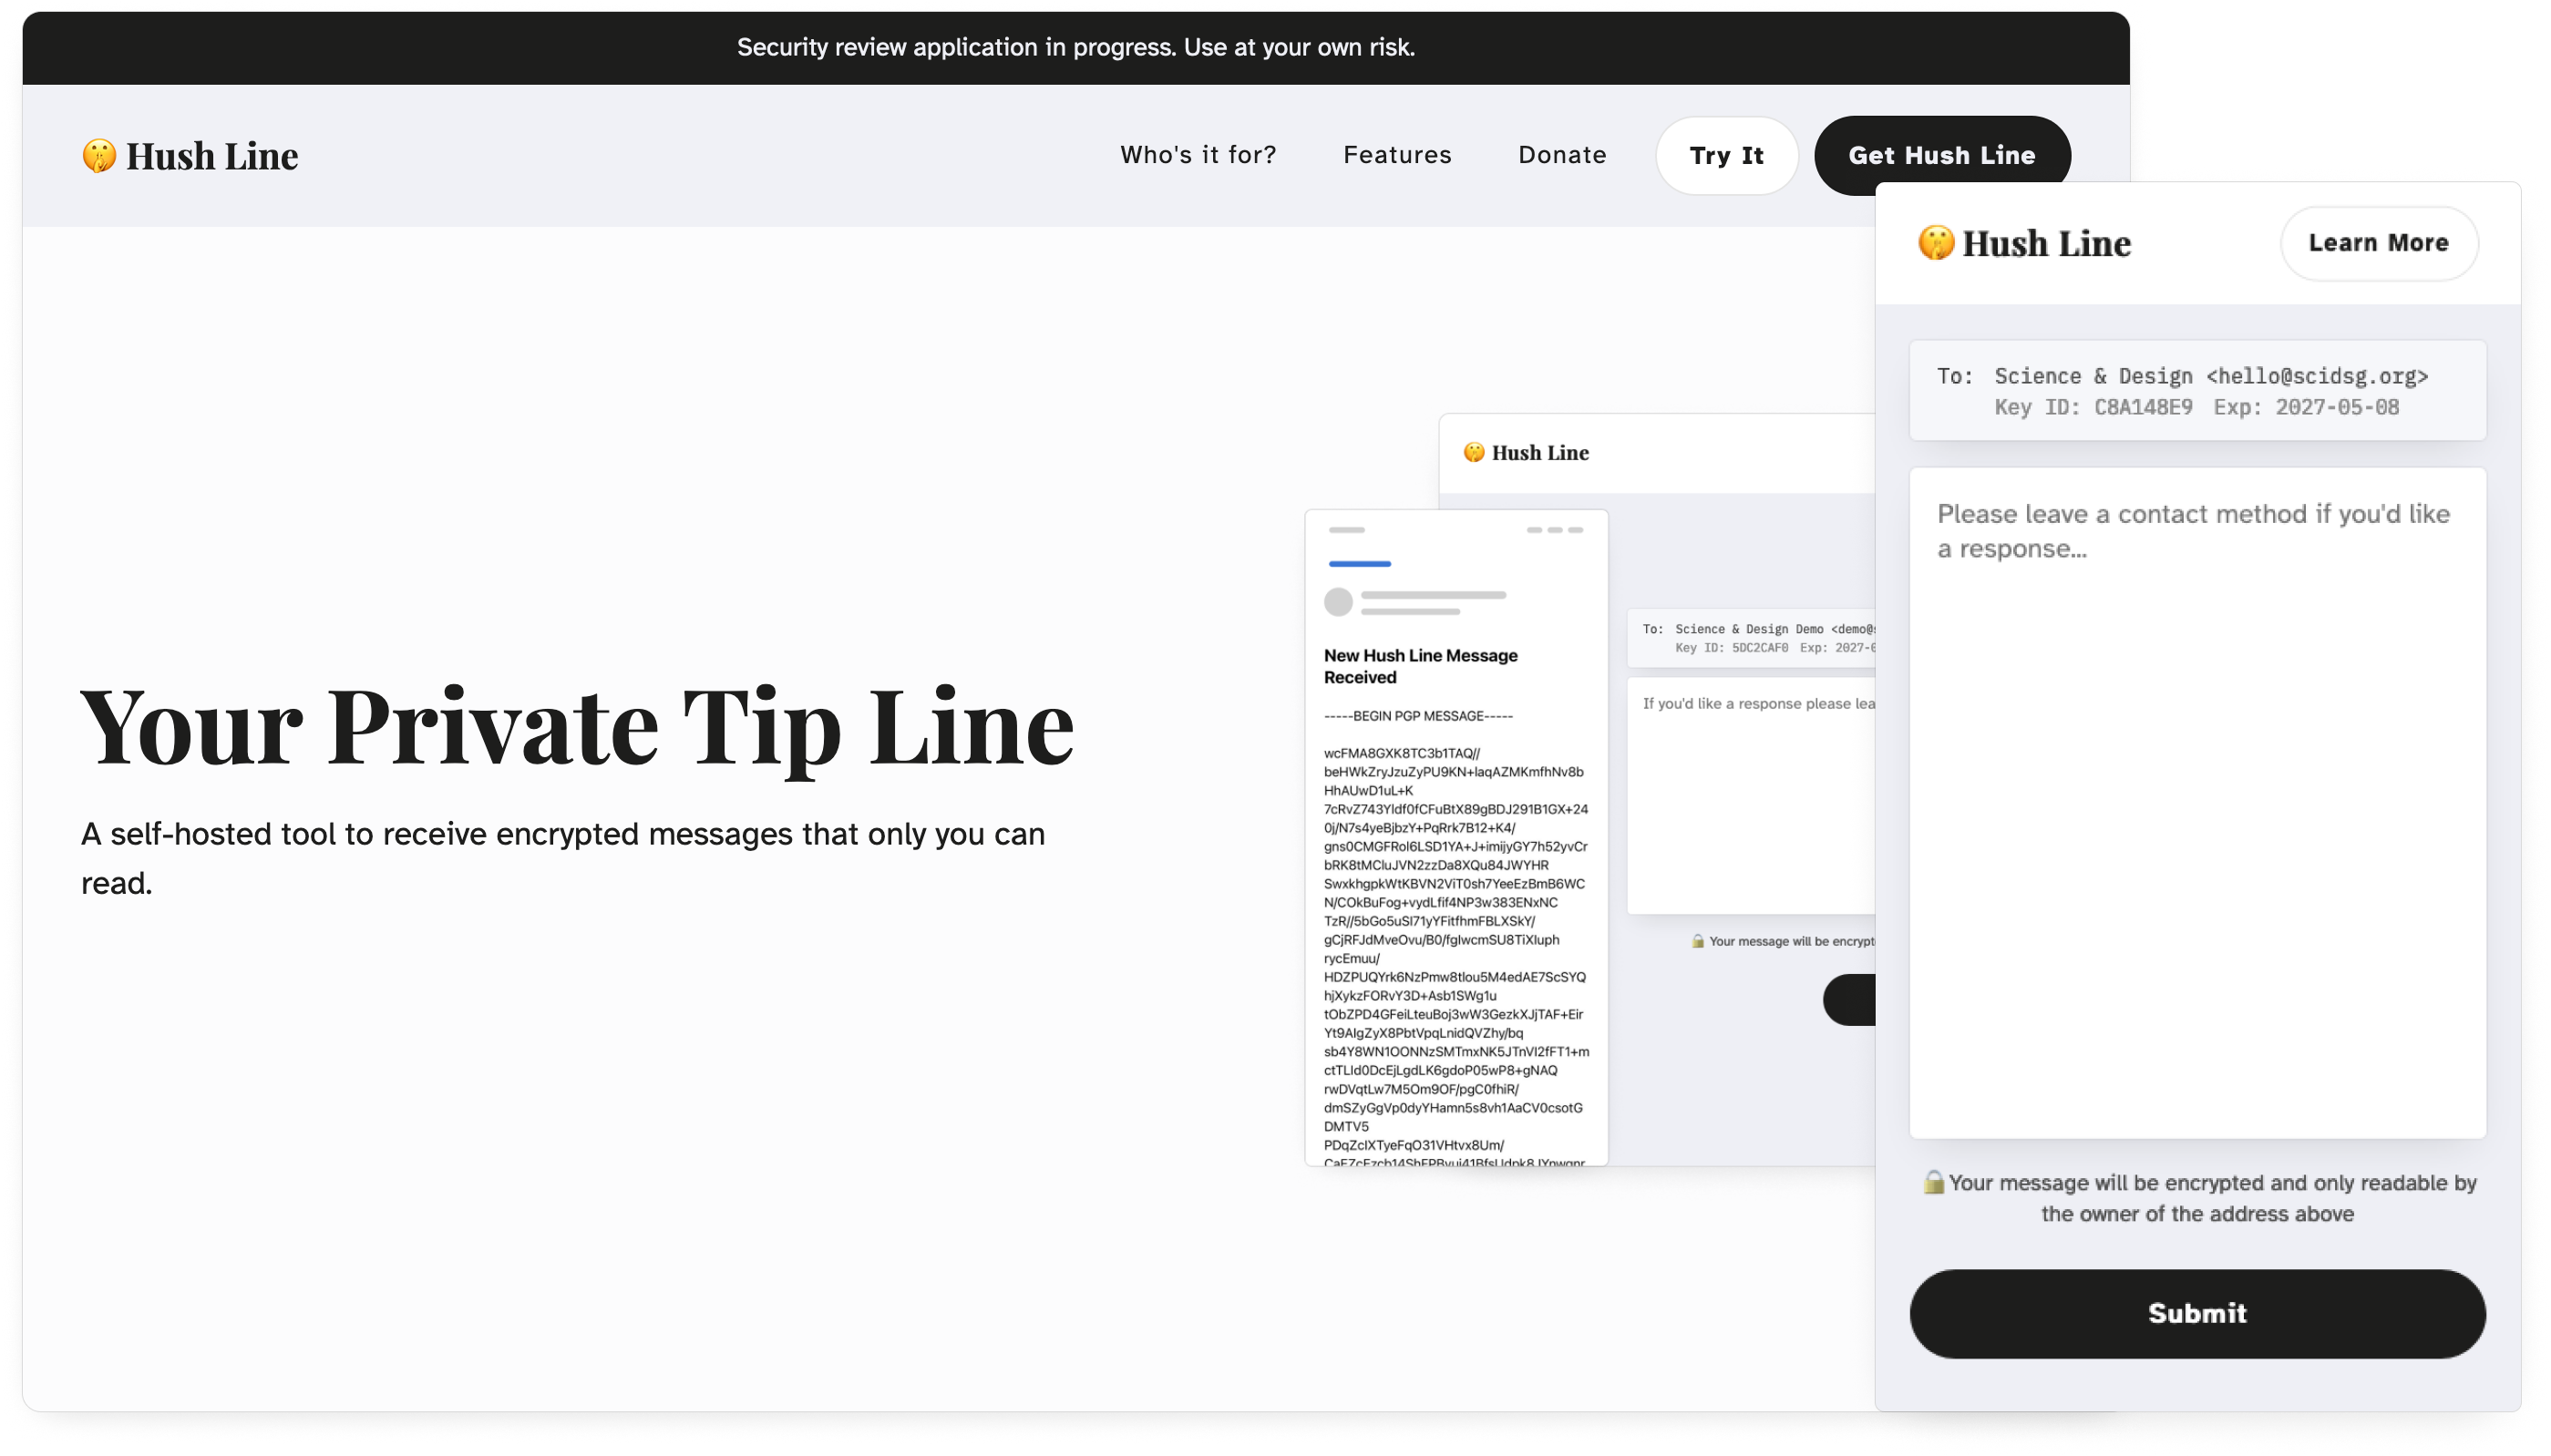 Security review application in progress. Use at your own risk.
Hush Line
Who's it for?
Features
Donate
Try It
Get Hush Line
Your Private Tip Line
A self-hosted tool to receive encrypted messages that only you can
read.
Hush Line
To: Science & Design Demo <demo@
Key ID: 5DC2CAF0 Exp: 2027-
If you'd like a response please lea
Your message will be encrypt
New Hush Line Message
Received
-----BEGIN PGP MESSAGE-----
wcFMA8GXK8TC3b1TAQ//
beHWkZryJzuZyPU9KN+laqAZMKmfhNv8b
HhAUwD1uL+K
7cRvZ743Yldf0fCFuBtX89gBDJ291B1GX+24
0j/N7s4yeBjbzY+PqRrk7B12+K4/
gns0CMGFRol6LSD1YA+J+imijyGY7h52yvCr
bRK8tMCluJVN2zzDa8XQu84JWYHR
SwxkhgpkWtKBVN2ViT0sh7YeeEzBmB6WC
N/COkBuFog+vydLfif4NP3w383ENxNC
TzR//5bGo5uSl71yYFitfhmFBLXSkY/
gCjRFJdMveOvu/B0/fglwcmSU8TiXluph
rycEmuu/
HDZPUQYrk6NzPmw8tlou5M4edAE7ScSYQ
hjXykzFORvY3D+Asb1SWg1u
tObZPD4GFeiLteuBoj3wW3GezkXJjTAF+Eir
Yt9AIgZyX8PbtVpqLnidQVZhy/bq
sb4Y8WN1OONNzSMTmxNK5JTnVl2fFT1+m
ctTLld0DcEjLgdLK6gdoP05wP8+gNAQ
rwDVqtLw7M5Om9OF/pgC0fhiR/
dmSZyGgVp0dyYHamn5s8vh1AaCV0csotG
DMTV5
PDqZcIXTyeFqO31VHtvx8Um/
Hush Line
Learn More
To: Science & Design <hello@scidsg.org>
Key ID: C8A148E9 Exp: 2027-05-08
Please leave a contact method if you'd like
a response...
Your message will be encrypted and only readable by
the owner of the address above
Submit